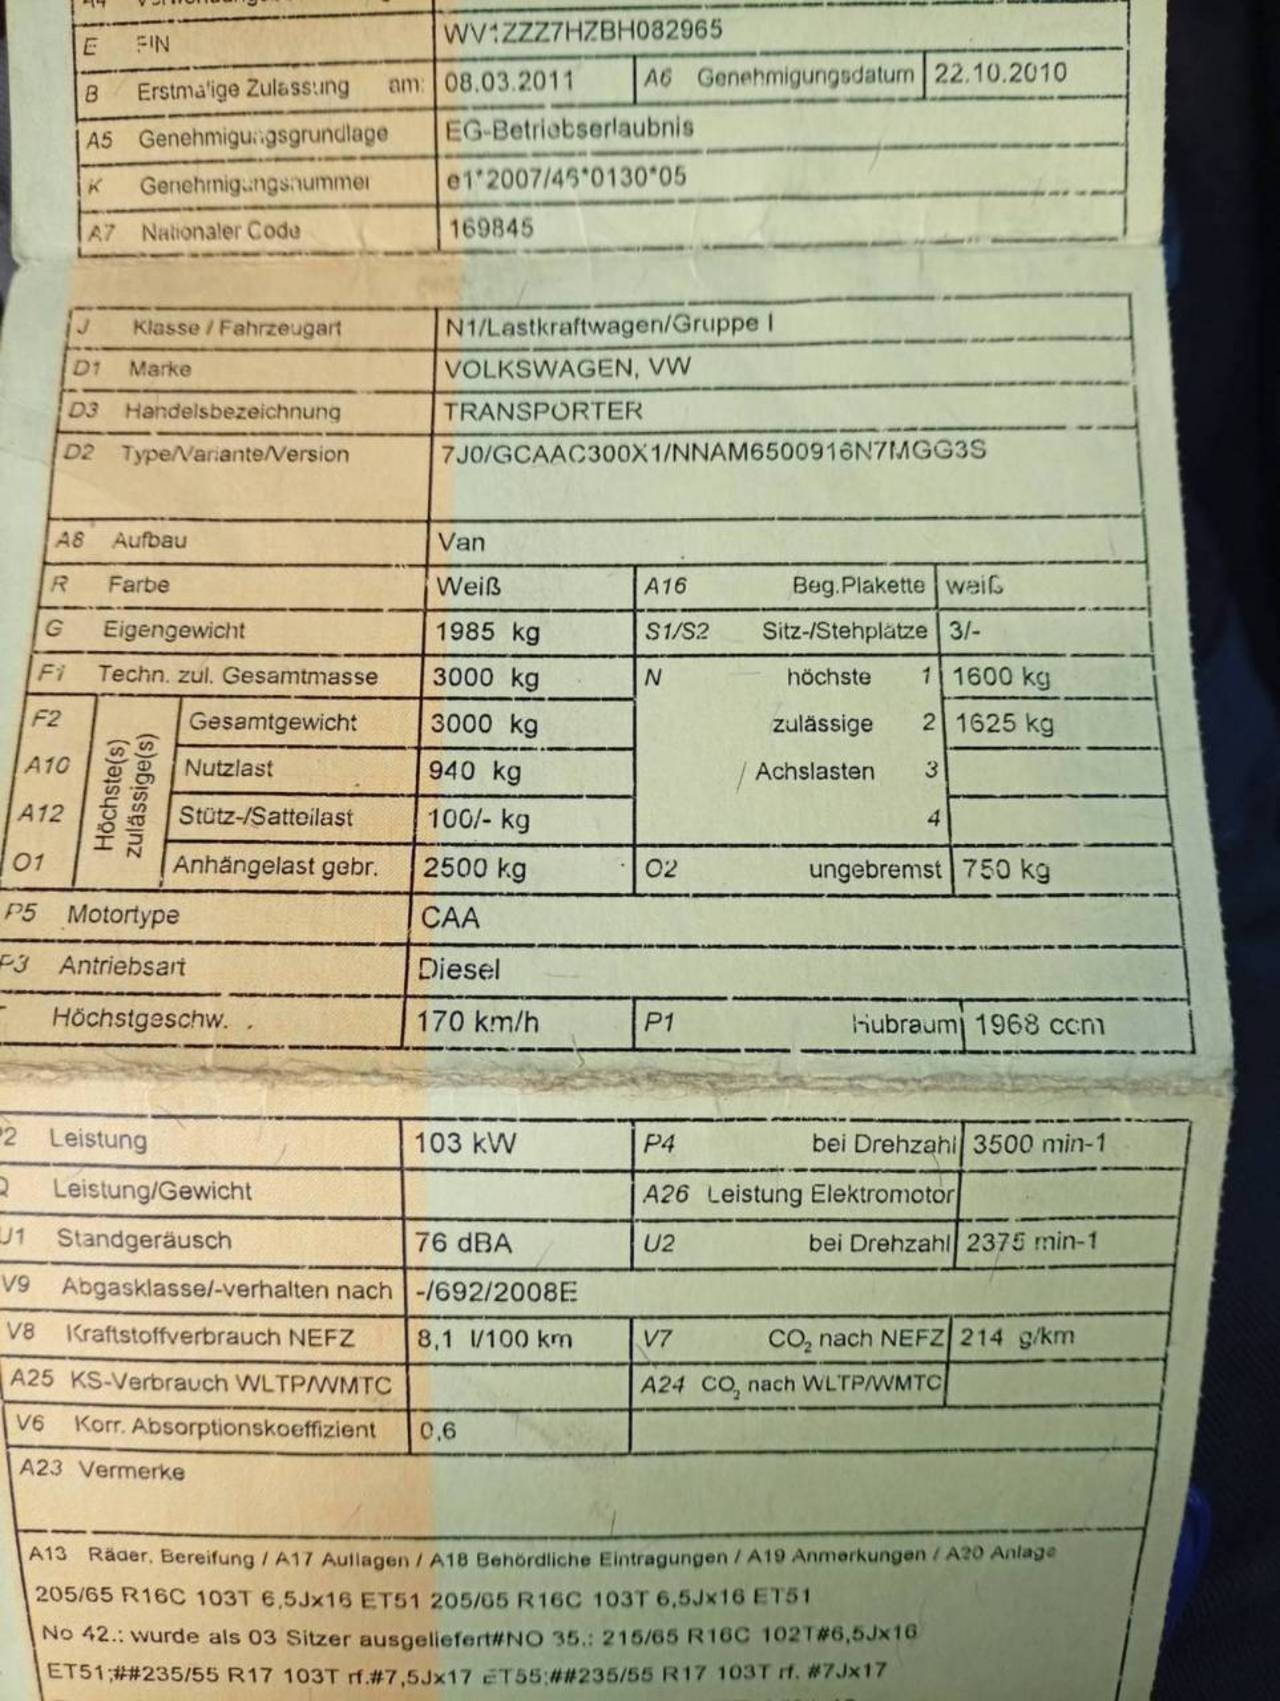 E FIN WV1ZZZ7HZBH082965
B Erstmalige Zulassung am: 08.03.2011 A6 Genehmigungsdatum 22.10.2010
A5 Genehmigungsgrundlage EG-Betriebserlaubnis
K Genehmigungsnummer e1*2007/46*0130*05
A7 Nationaler Code 169845
J Klasse / Fahrzeugart N1/Lastkraftwagen/Gruppe I
D1 Marke VOLKSWAGEN, VW
D3 Handelsbezeichnung TRANSPORTER
D2 Type/Variante/Version 7J0/GCAAC300X1/NNAM6500916N7MGG3S
A8 Aufbau Van
R Farbe Weiß A16 Beg.Plakette weiß
G Eigengewicht 1985 kg S1/S2 Sitz-/Stehplätze 3/-
F1 Techn. zul. Gesamtmasse 3000 kg N höchste 1 1600 kg
F2 Höchste(s) zulässige(s) Gesamtgewicht 3000 kg zulässige 2 1625 kg
A10 Nutzlast 940 kg Achslasten 3
A12 Stütz-/Sattellast 100/- kg 4
O1 Anhängelast gebr. 2500 kg O2 ungebremst 750 kg
P5 Motortype CAA
P3 Antriebsart Diesel
Höchstgeschw. 170 km/h P1 Hubraum 1968 ccm
P2 Leistung 103 kW P4 bei Drehzahl 3500 min-1
Q Leistung/Gewicht A26 Leistung Elektromotor
U1 Standgeräusch 76 dBA U2 bei Drehzahl 2375 min-1
V9 Abgasklasse/-verhalten nach -/692/2008E
V8 Kraftstoffverbrauch NEFZ 8,1 l/100 km V7 CO₂ nach NEFZ 214 g/km
A25 KS-Verbrauch WLTP/WMTC A24 CO₂ nach WLTP/WMTC
V6 Korr. Absorptionskoeffizient 0,6
A23 Vermerke
A13 Räder, Bereifung / A17 Auflagen / A18 Behördliche Eintragungen / A19 Anmerkungen / A20 Anlage
205/65 R16C 103T 6,5Jx16 ET51 205/65 R16C 103T 6,5Jx16 ET51
No 42.: wurde als 03 Sitzer ausgeliefert#NO 35.: 215/65 R16C 102T#6,5Jx16
ET51;##235/55 R17 103T rf.#7,5Jx17 ET55;##235/55 R17 103T rf. #7Jx17